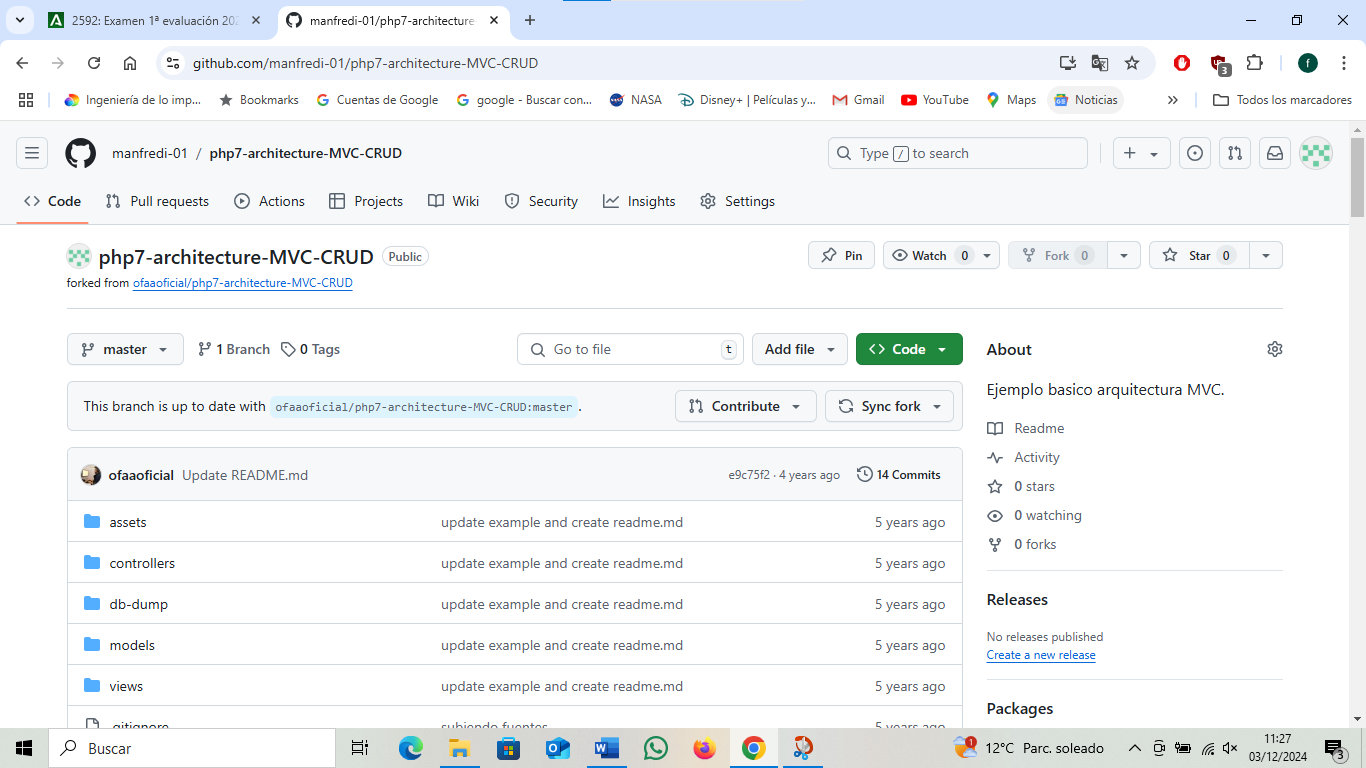 2592: Examen 1ª evaluación 202
manfredi-01/php7-architecture-
github.com/manfredi-01/php7-architecture-MVC-CRUD
3
f
Ingeniería de lo imp...
Bookmarks
Cuentas de Google
google - Buscar con...
NASA
Disney+ | Películas y...
Gmail
YouTube
Maps
Noticias
Todos los marcadores
manfredi-01 / php7-architecture-MVC-CRUD
Type / to search
Code
Pull requests
Actions
Projects
Wiki
Security
Insights
Settings
php7-architecture-MVC-CRUD Public
Pin
Watch 0
Fork 0
Star 0
forked from ofaaoficial/php7-architecture-MVC-CRUD
master
1 Branch
0 Tags
Go to file t
Add file
Code
This branch is up to date with ofaaoficial/php7-architecture-MVC-CRUD:master .
Contribute
Sync fork
ofaaoficial Update README.md
e9c75f2 · 4 years ago
14 Commits
assets update example and create readme.md 5 years ago
controllers update example and create readme.md 5 years ago
db-dump update example and create readme.md 5 years ago
models update example and create readme.md 5 years ago
views update example and create readme.md 5 years ago
.gitignore subiendo fuentes 5 years ago
About
Ejemplo basico arquitectura MVC.
Readme
Activity
0 stars
0 watching
0 forks
Releases
No releases published
Create a new release
Packages
Buscar
1
12°C Parc. soleado
11:27
03/12/2024
3